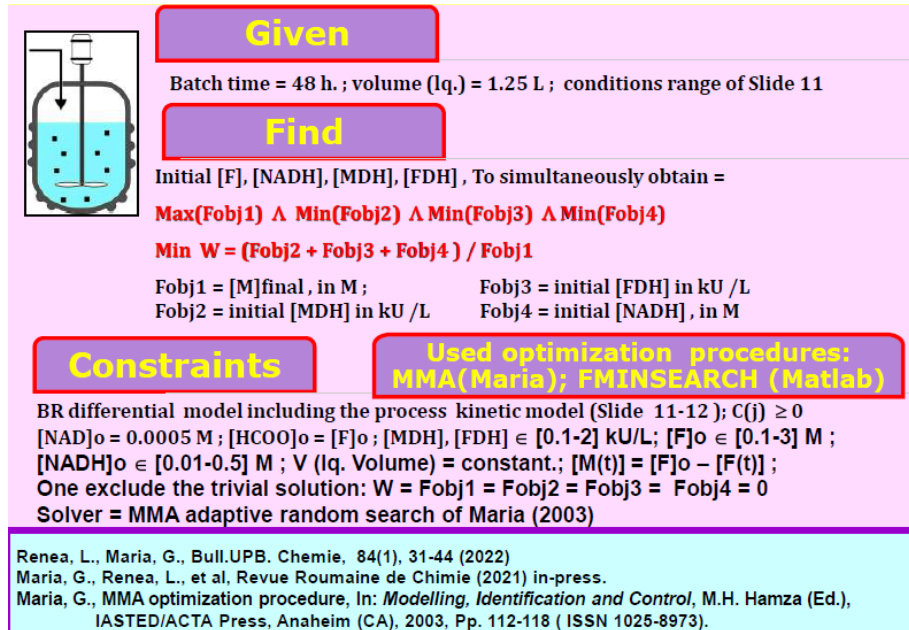 Given
Batch time = 48 h. ; volume (lq.) = 1.25 L ; conditions range of Slide 11
Find
Initial [F], [NADH], [MDH], [FDH] , To simultaneously obtain =
Max(Fobj1) Λ Min(Fobj2) Λ Min(Fobj3) Λ Min(Fobj4)
Min W = (Fobj2 + Fobj3 + Fobj4 ) / Fobj1
Fobj1 = [M]final , in M ; Fobj3 = initial [FDH] in kU /L
Fobj2 = initial [MDH] in kU /L Fobj4 = initial [NADH] , in M
Constraints
Used optimization procedures:
MMA(Maria); FMINSEARCH (Matlab)
BR differential model including the process kinetic model (Slide 11-12 ); C(j) ≥ 0
[NAD]o = 0.0005 M ; [HCOO]o = [F]o ; [MDH], [FDH] ∈ [0.1-2] kU/L; [F]o ∈ [0.1-3] M ;
[NADH]o ∈ [0.01-0.5] M ; V (lq. Volume) = constant.; [M(t)] = [F]o – [F(t)] ;
One exclude the trivial solution: W = Fobj1 = Fobj2 = Fobj3 = Fobj4 = 0
Solver = MMA adaptive random search of Maria (2003)
Renea, L., Maria, G., Bull.UPB. Chemie, 84(1), 31-44 (2022)
Maria, G., Renea, L., et al, Revue Roumaine de Chimie (2021) in-press.
Maria, G., MMA optimization procedure, In: Modelling, Identification and Control, M.H. Hamza (Ed.),
IASTED/ACTA Press, Anaheim (CA), 2003, Pp. 112-118 ( ISSN 1025-8973).